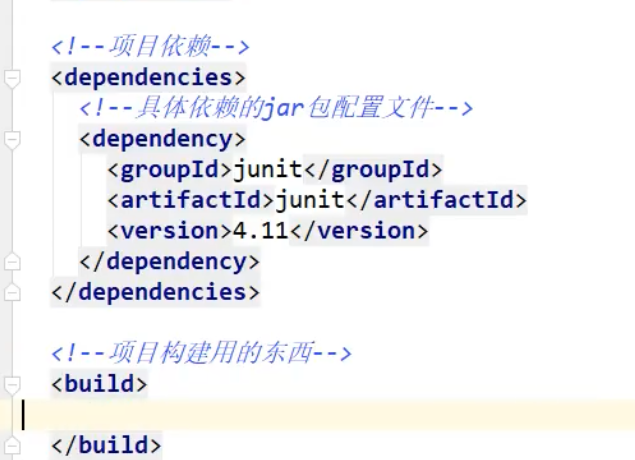 <!--项目依赖-->
<dependencies>
<!--具体依赖的jar包配置文件-->
<dependency>
<groupId>junit</groupId>
<artifactId>junit</artifactId>
<version>4.11</version>
</dependency>
</dependencies>
<!--项目构建用的东西-->
<build>
</build>